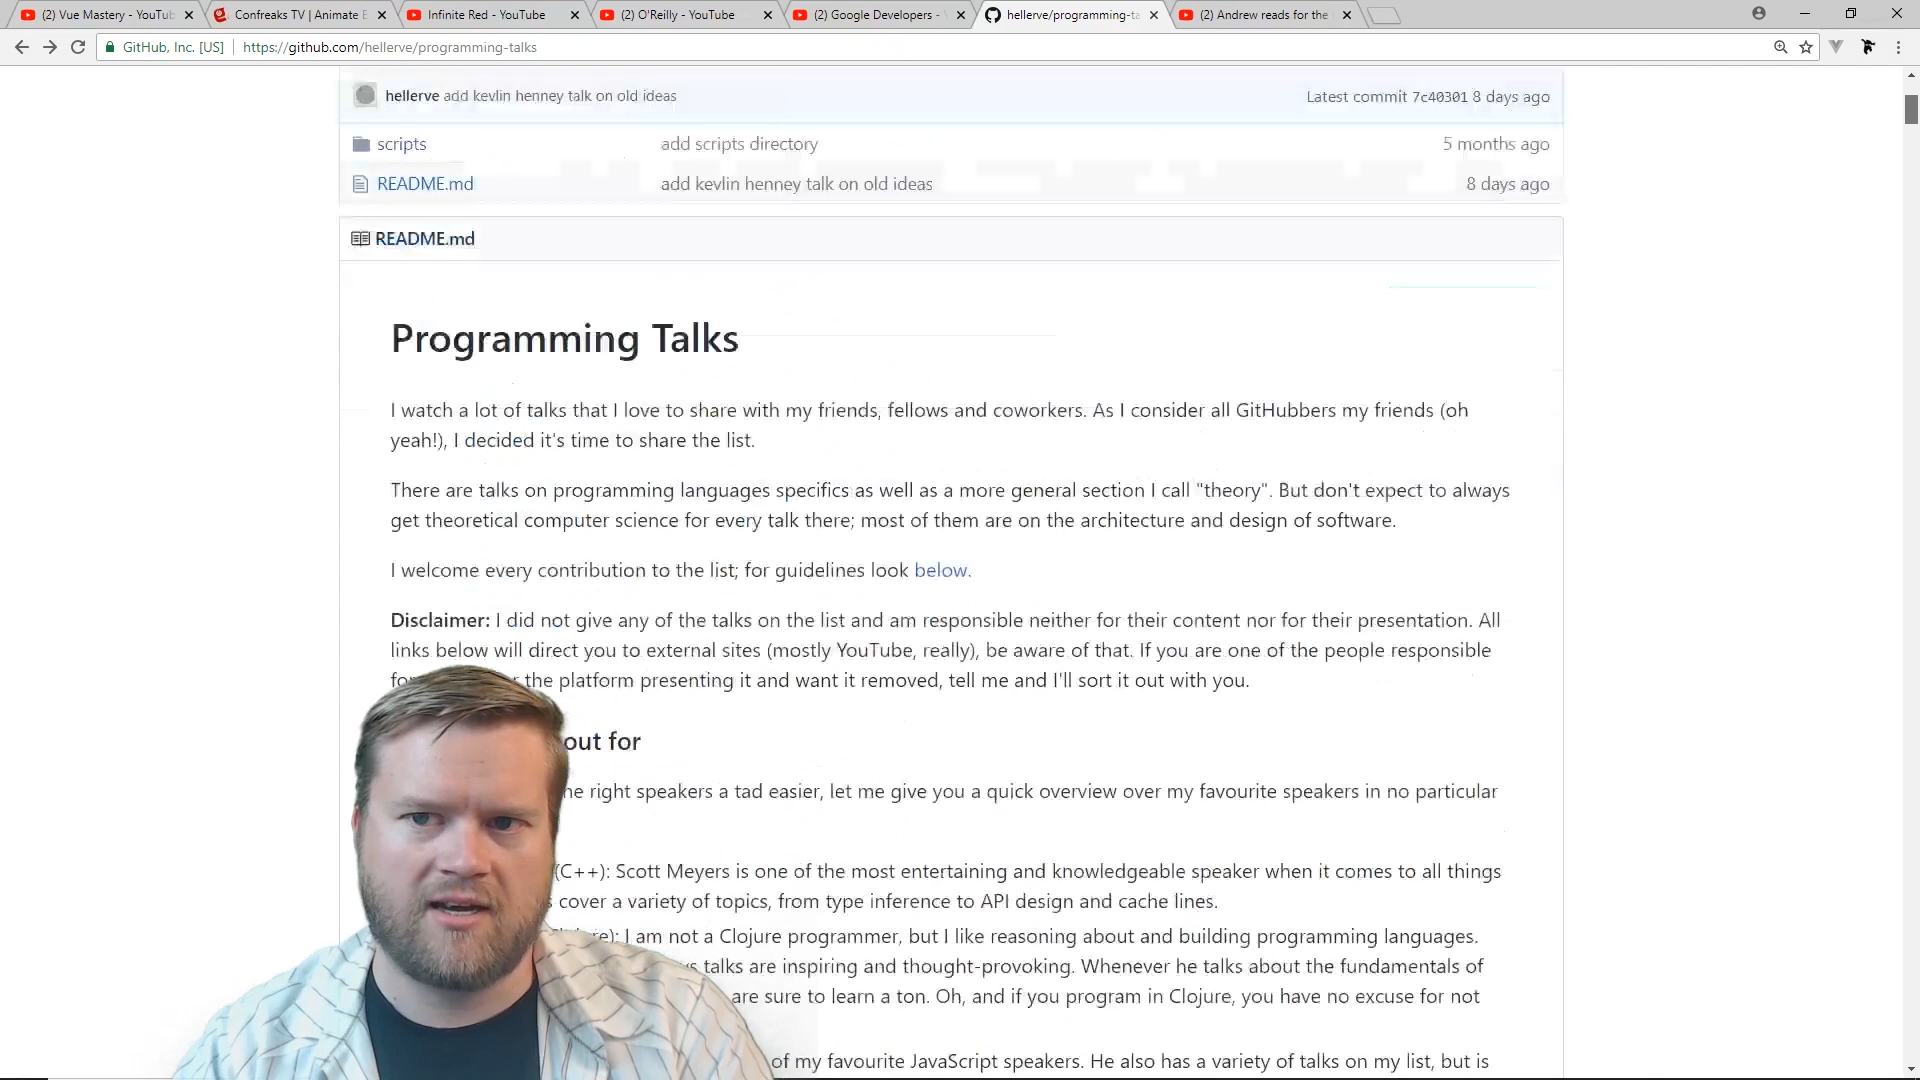 (2) Vue Mastery - YouTub
Confreaks TV | Animate E
Infinite Red - YouTube
(2) O'Reilly - YouTube
(2) Google Developers -
hellerve/programming-ta
(2) Andrew reads for the
GitHub, Inc. [US] https://github.com/hellerve/programming-talks
hellerve add kevlin henney talk on old ideas Latest commit 7c40301 8 days ago
scripts add scripts directory 5 months ago
README.md add kevlin henney talk on old ideas 8 days ago
README.md
Programming Talks
I watch a lot of talks that I love to share with my friends, fellows and coworkers. As I consider all GitHubbers my friends (oh
yeah!), I decided it's time to share the list.
There are talks on programming languages specifics as well as a more general section I call "theory". But don't expect to always
get theoretical computer science for every talk there; most of them are on the architecture and design of software.
I welcome every contribution to the list; for guidelines look below.
Disclaimer: I did not give any of the talks on the list and am responsible neither for their content nor for their presentation. All
links below will direct you to external sites (mostly YouTube, really), be aware of that. If you are one of the people responsible
the platform presenting it and want it removed, tell me and I'll sort it out with you.
out for
right speakers a tad easier, let me give you a quick overview over my favourite speakers in no particular
(C++): Scott Meyers is one of the most entertaining and knowledgeable speaker when it comes to all things
cover a variety of topics, from type inference to API design and cache lines.
I am not a Clojure programmer, but I like reasoning about and building programming languages.
talks are inspiring and thought-provoking. Whenever he talks about the fundamentals of
are sure to learn a ton. Oh, and if you program in Clojure, you have no excuse for not
of my favourite JavaScript speakers. He also has a variety of talks on my list, but is